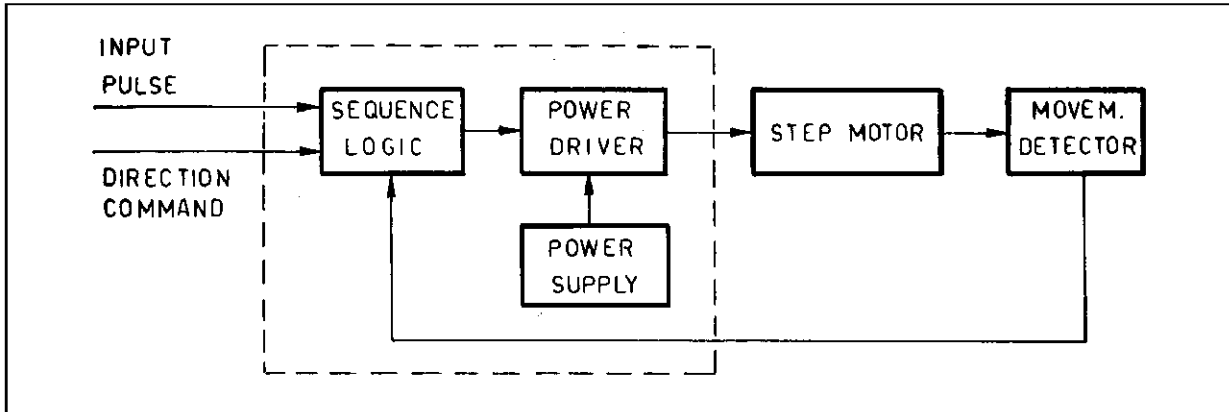 INPUT
PULSE
DIRECTION
COMMAND
SEQUENCE
LOGIC
POWER
DRIVER
POWER
SUPPLY
STEP MOTOR
MOVEM.
DETECTOR